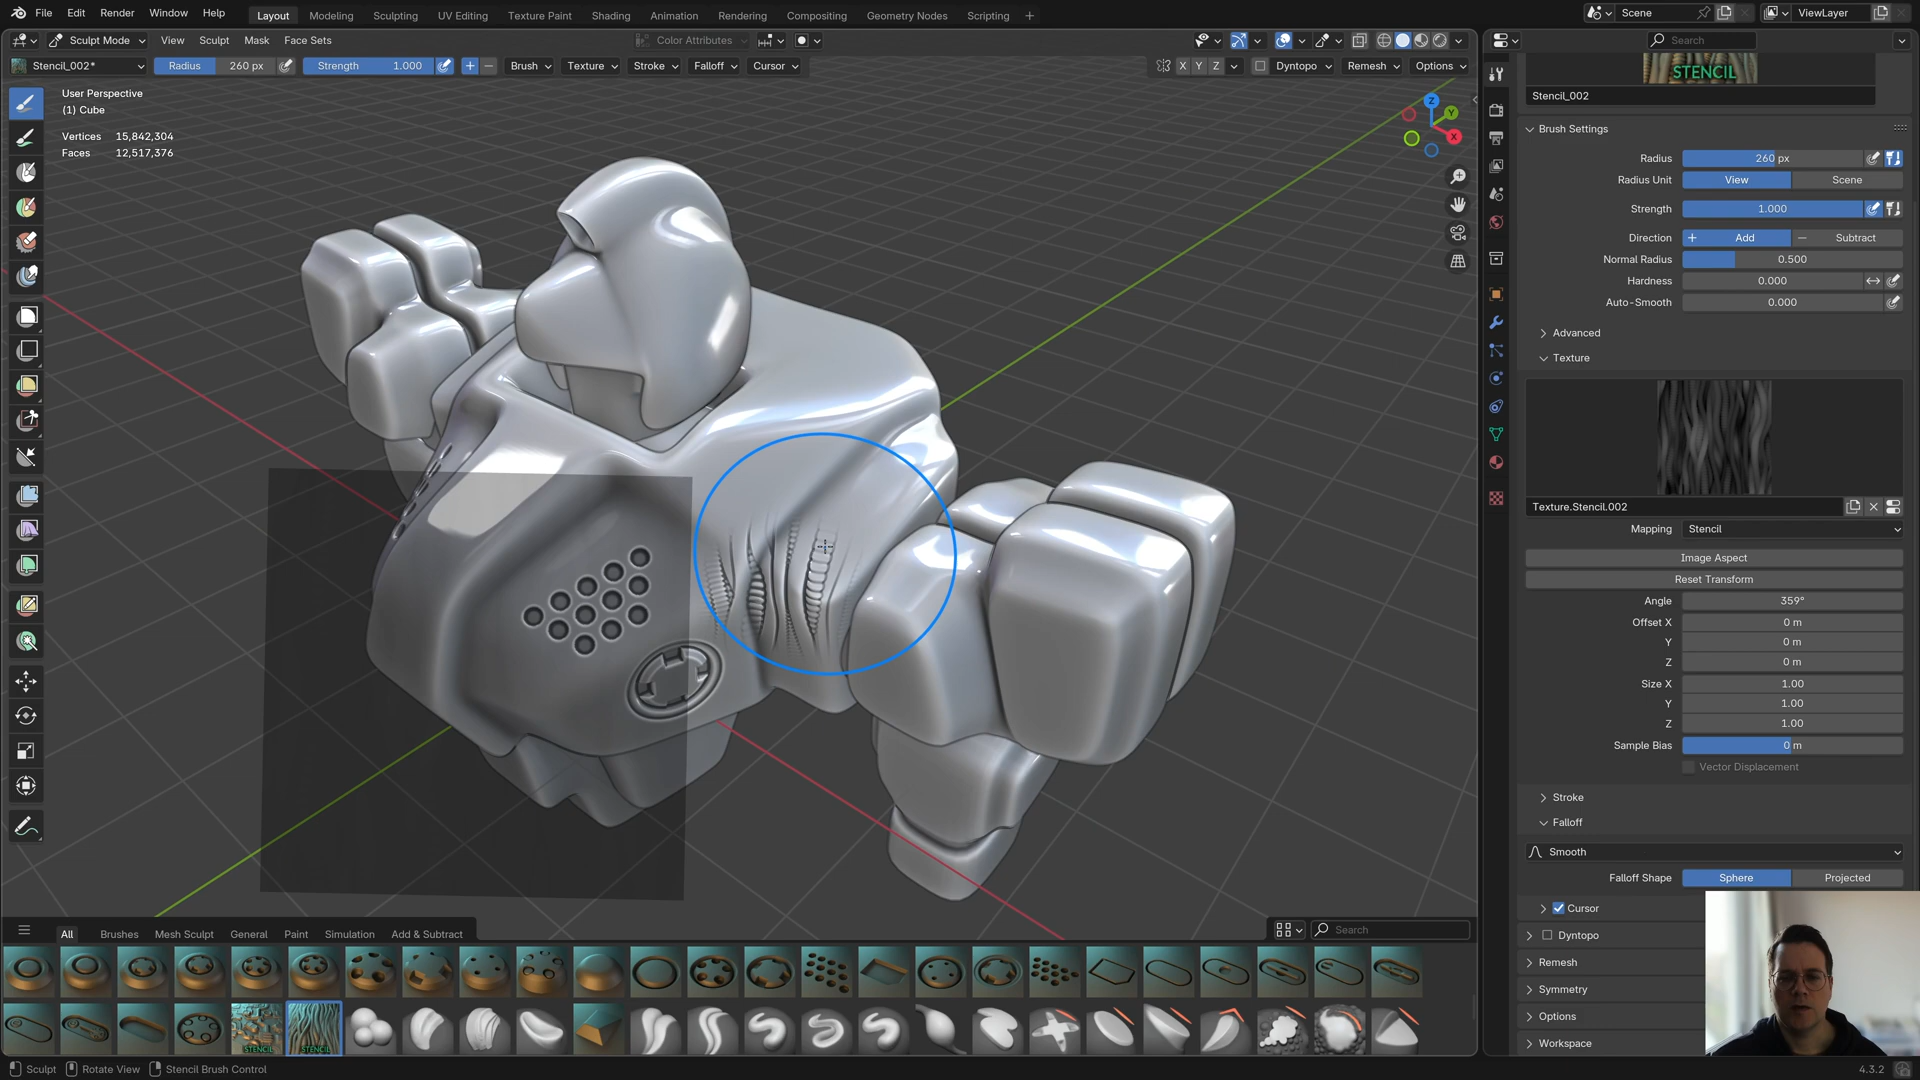 File Edit Render Window Help Layout Modeling Sculpting UV Editing Texture Paint Shading Animation Rendering Compositing Geometry Nodes Scripting + Scene ViewLayer
Sculpt Mode View Sculpt Mask Face Sets Color Attributes Search
Stencil_002* Radius 260 px Strength 1.000 + − Brush Texture Stroke Falloff Cursor X Y Z Dyntopo Remesh Options
User Perspective
(1) Cube
Vertices 15,842,304
Faces 12,517,376
Z
Y
X
STENCIL
Stencil_002
Brush Settings
Radius 260 px
Radius Unit View Scene
Strength 1.000
Direction + Add − Subtract
Normal Radius 0.500
Hardness 0.000
Auto-Smooth 0.000
Advanced
Texture
Texture.Stencil.002
Mapping Stencil
Image Aspect
Reset Transform
Angle 359°
Offset X 0 m
Y 0 m
Z 0 m
Size X 1.00
Y 1.00
Z 1.00
Sample Bias 0 m
Vector Displacement
Stroke
Falloff
Smooth
Falloff Shape Sphere Projected
Cursor
Dyntopo
Remesh
Symmetry
Options
Workspace
All Brushes Mesh Sculpt General Paint Simulation Add & Subtract Search
STENCIL STENCIL
Sculpt Rotate View Stencil Brush Control 4.3.2